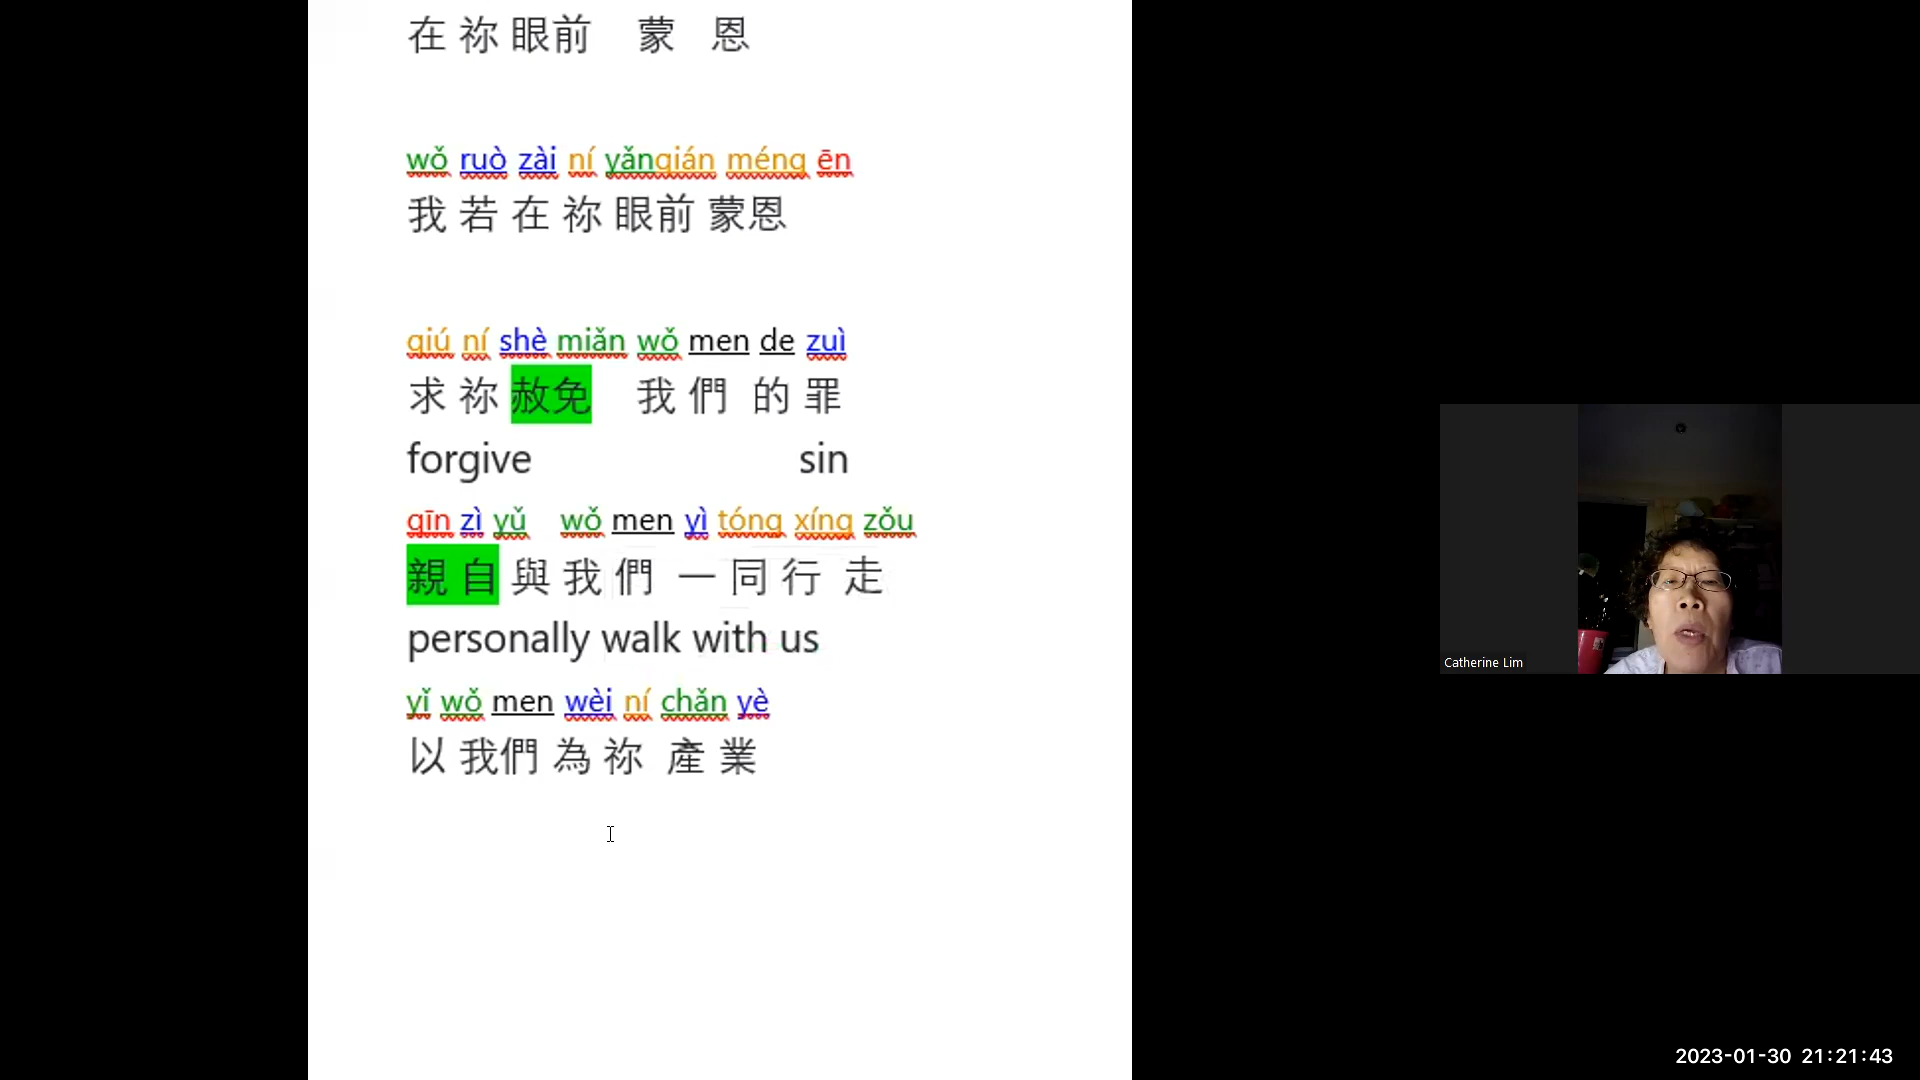 在 祢 眼前 蒙 恩
wǒ ruò zài ní yǎnqián méng ēn
我 若 在 祢 眼前 蒙恩
qiú ní shè miǎn wǒ men de zuì
求 祢 赦免 我 們 的 罪
forgive sin
qīn zì yǔ wǒ men yì tóng xíng zǒu
親 自 與 我 們 一 同 行 走
personally walk with us
yǐ wǒ men wèi ní chǎn yè
以 我們 為 祢 產 業
Catherine Lim
2023-01-30 21:21:43